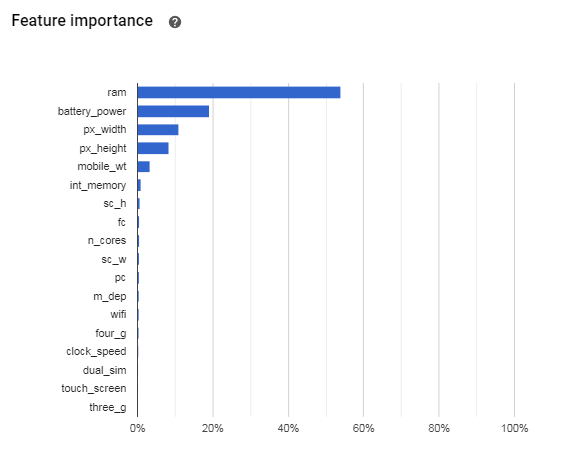 Feature importance ?
ram
battery_power
px_width
px_height
mobile_wt
int_memory
sc_h
fc
n_cores
sc_w
pc
m_dep
wifi
four_g
clock_speed
dual_sim
touch_screen
three_g
0% 20% 40% 60% 80% 100%